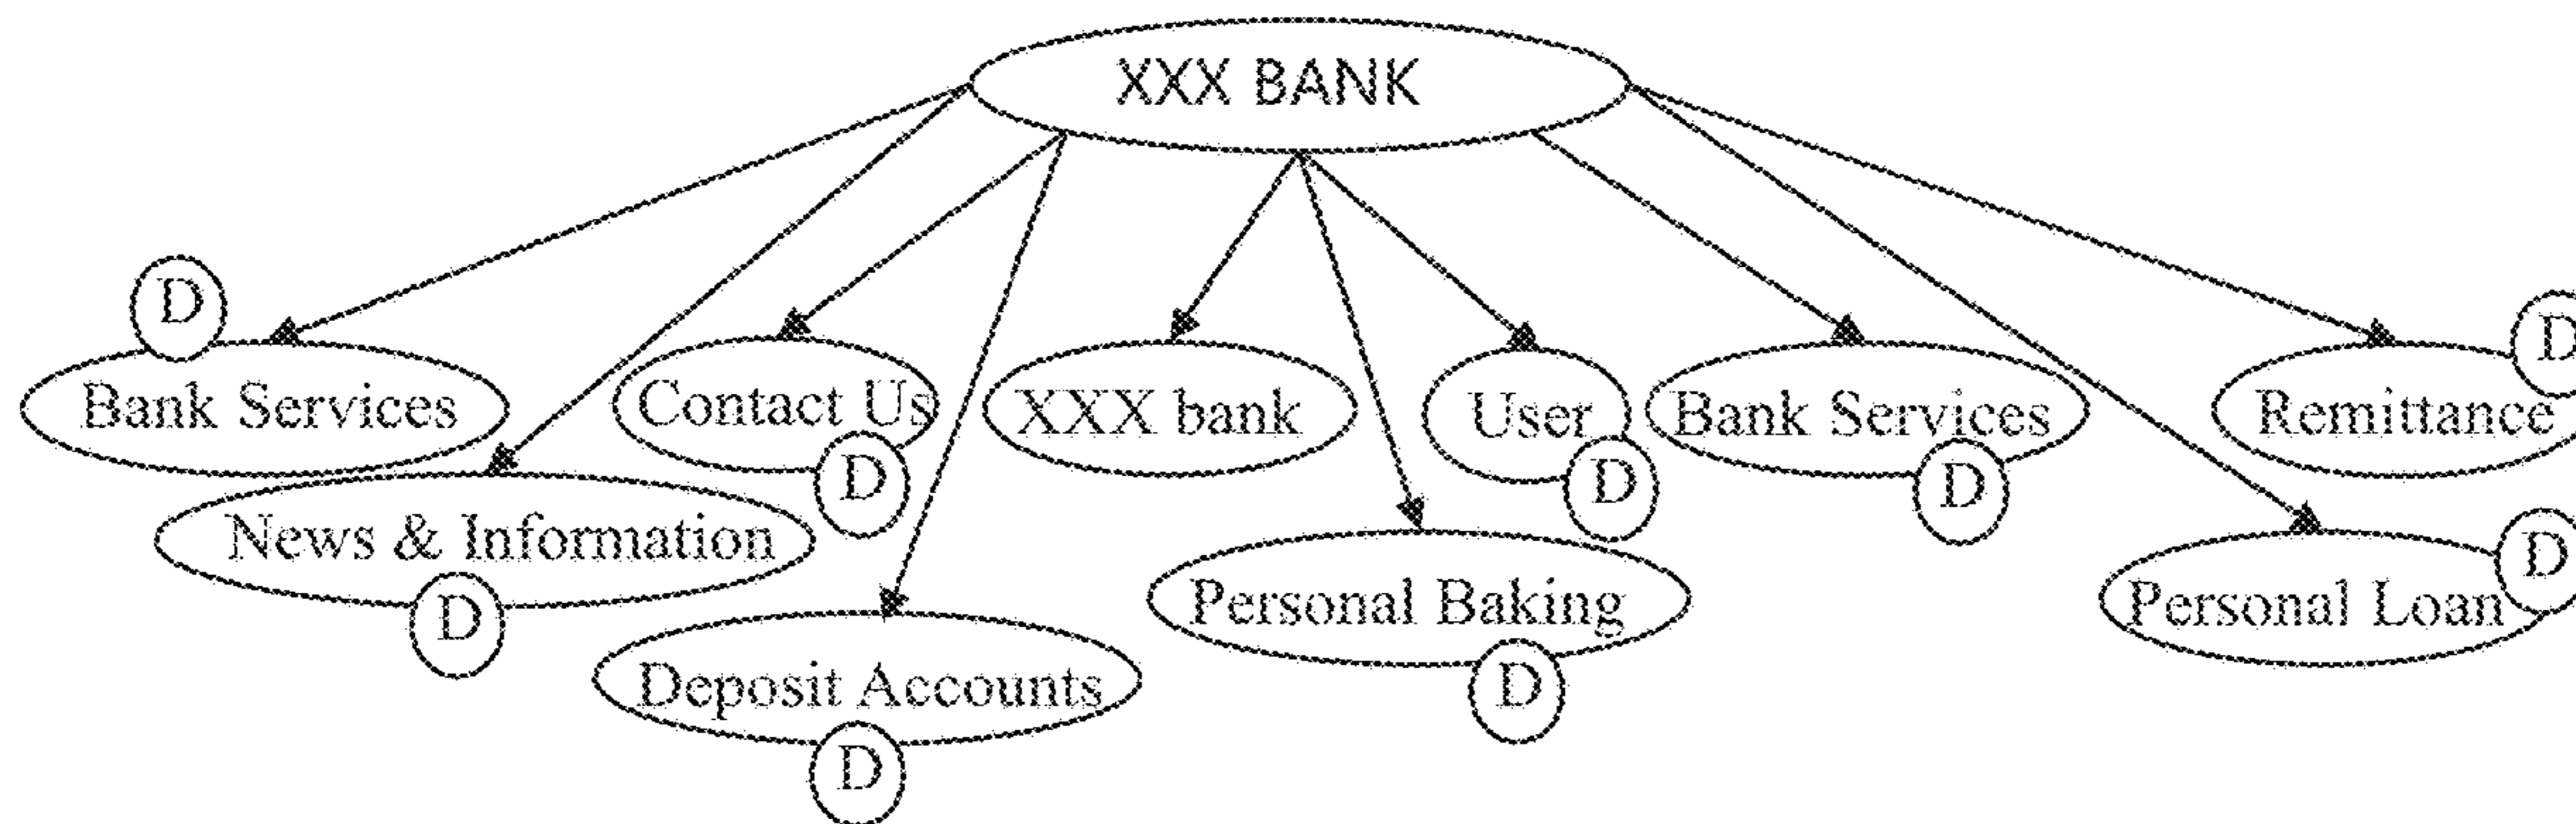 XXX BANK
D
D
Bank Services
Contact Us
XXX bank
User
Bank Services
Remittance
D
D
D
News & Information
D
Personal Baking
Personal Loan
D
D
Deposit Accounts
D
D